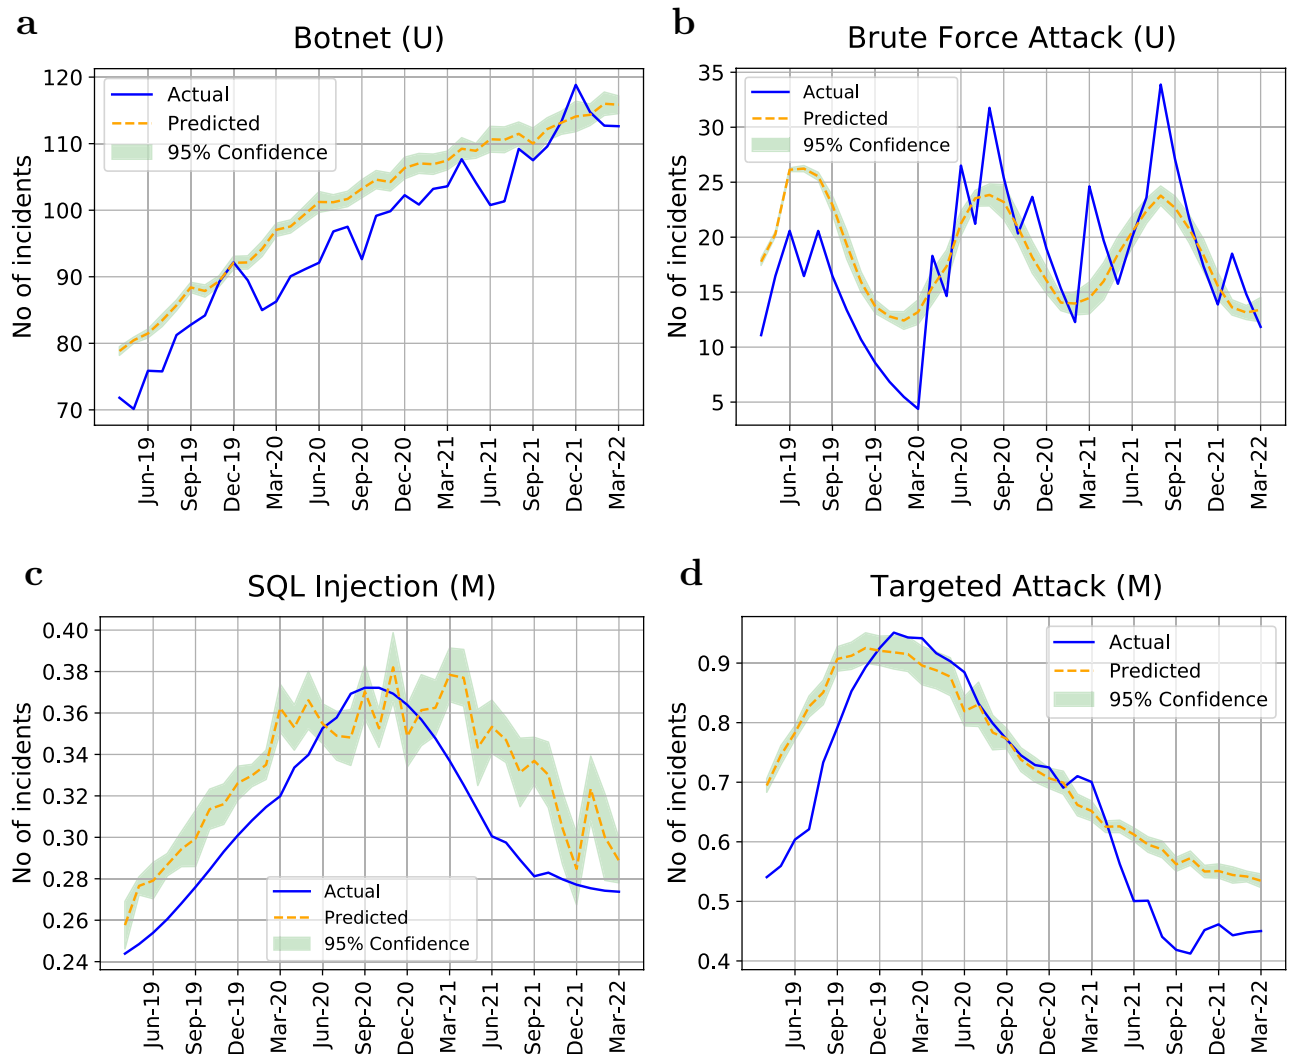 a
Botnet (U)
No of incidents
120
110
100
90
80
70
Actual
Predicted
95% Confidence
Jun-19
Sep-19
Dec-19
Mar-20
Jun-20
Sep-20
Dec-20
Mar-21
Jun-21
Sep-21
Dec-21
Mar-22
b
Brute Force Attack (U)
No of incidents
35
30
25
20
15
10
5
Actual
Predicted
95% Confidence
Jun-19
Sep-19
Dec-19
Mar-20
Jun-20
Sep-20
Dec-20
Mar-21
Jun-21
Sep-21
Dec-21
Mar-22
c
SQL Injection (M)
No of incidents
0.40
0.38
0.36
0.34
0.32
0.30
0.28
0.26
0.24
Actual
Predicted
95% Confidence
Jun-19
Sep-19
Dec-19
Mar-20
Jun-20
Sep-20
Dec-20
Mar-21
Jun-21
Sep-21
Dec-21
Mar-22
d
Targeted Attack (M)
No of incidents
0.9
0.8
0.7
0.6
0.5
0.4
Actual
Predicted
95% Confidence
Jun-19
Sep-19
Dec-19
Mar-20
Jun-20
Sep-20
Dec-20
Mar-21
Jun-21
Sep-21
Dec-21
Mar-22